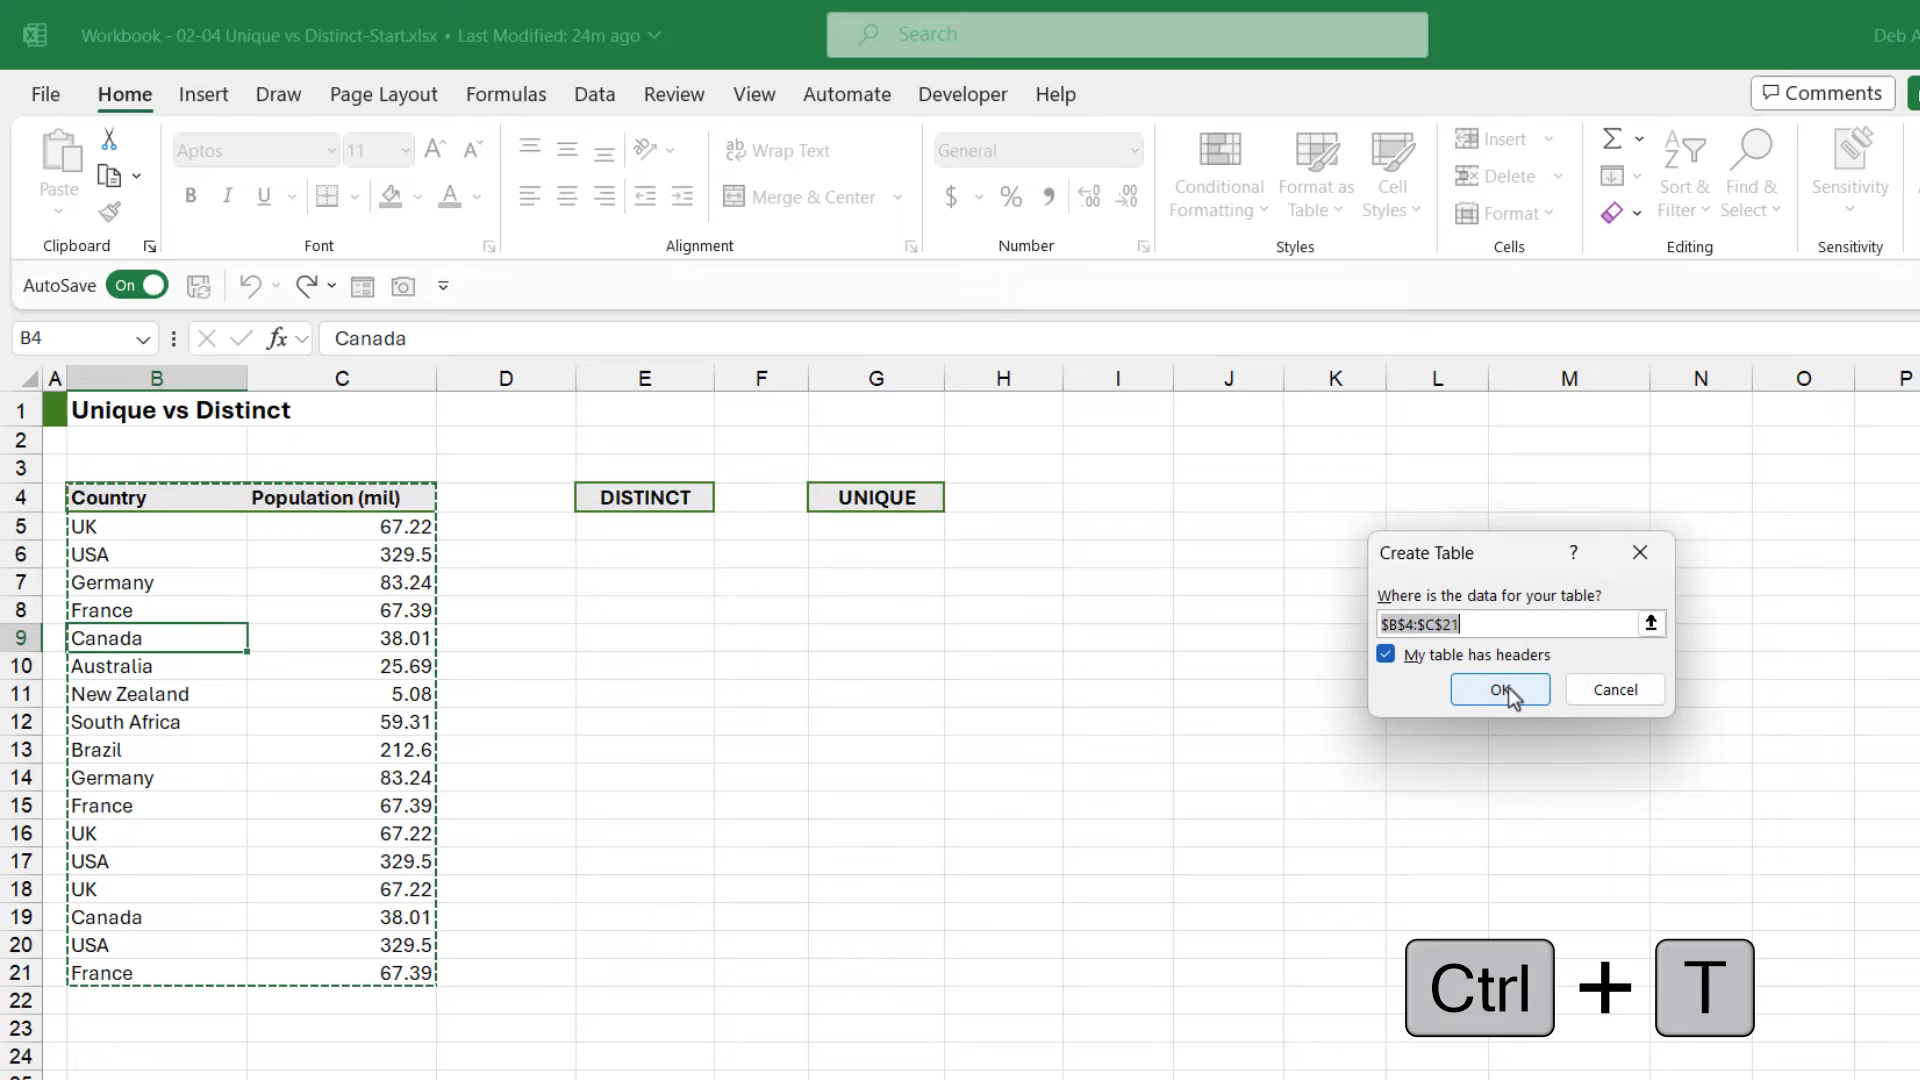 Workbook - 02-04 Unique vs Distinct-Start.xlsx • Last Modified: 24m ago
Search
Deb A
File Home Insert Draw Page Layout Formulas Data Review View Automate Developer Help
Comments
Paste
Clipboard
Aptos 11
B I U
Font
Wrap Text
Merge & Center
Alignment
General
$ % 9
Number
Conditional Formatting
Format as Table
Cell Styles
Styles
Insert
Delete
Format
Cells
Sort & Filter
Find & Select
Editing
Sensitivity
Sensitivity
AutoSave On
B4 fx Canada
A B C D E F G H I J K L M N O P
1 Unique vs Distinct
2
3
4 Country Population (mil) DISTINCT UNIQUE
5 UK 67.22
6 USA 329.5
7 Germany 83.24
8 France 67.39
9 Canada 38.01
10 Australia 25.69
11 New Zealand 5.08
12 South Africa 59.31
13 Brazil 212.6
14 Germany 83.24
15 France 67.39
16 UK 67.22
17 USA 329.5
18 UK 67.22
19 Canada 38.01
20 USA 329.5
21 France 67.39
22
23
24
Create Table ?
Where is the data for your table?
$B$4:$C$21
My table has headers
OK Cancel
Ctrl + T